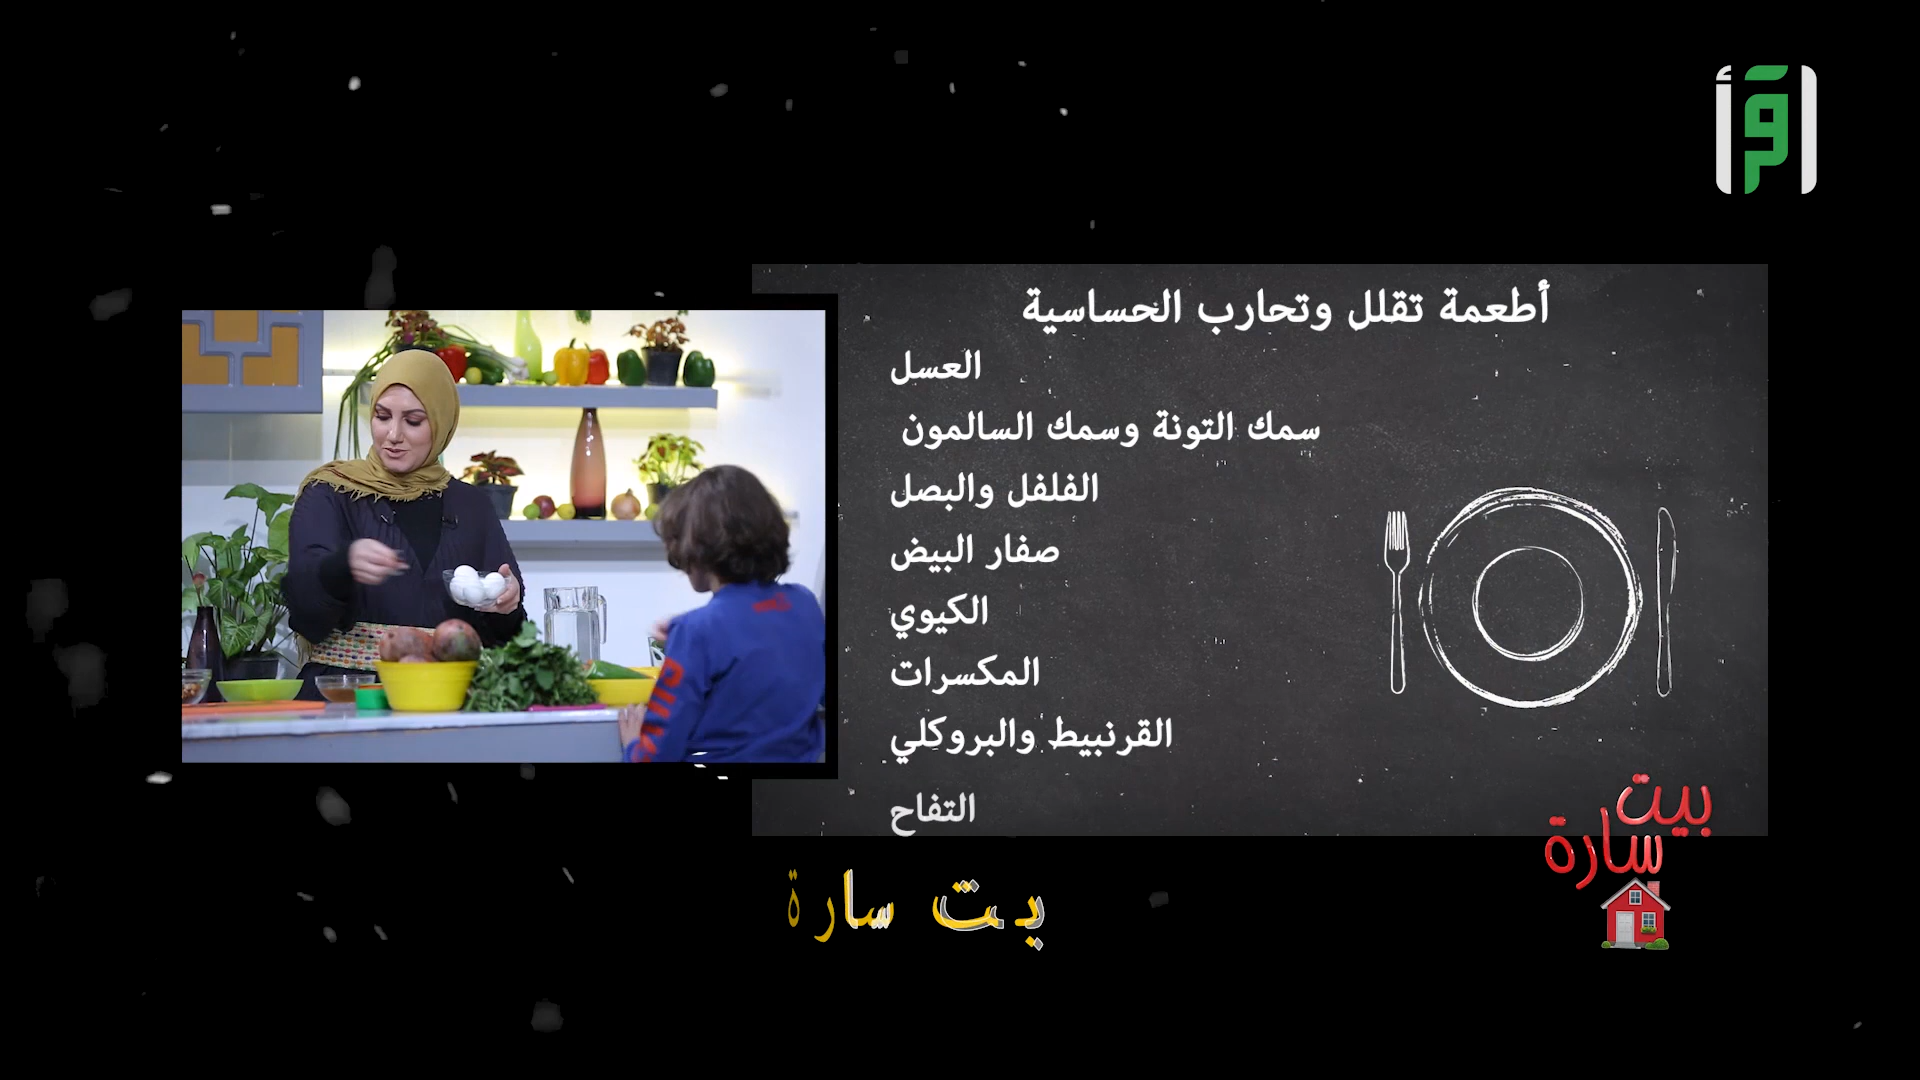 اقرأ
أطعمة تقلل وتحارب الحساسية
العسل
سمك التونة وسمك السالمون
الفلفل والبصل
صفار البيض
الكيوي
المكسرات
القرنبيط والبروكلي
التفاح
بيت
سارة
يت سارة